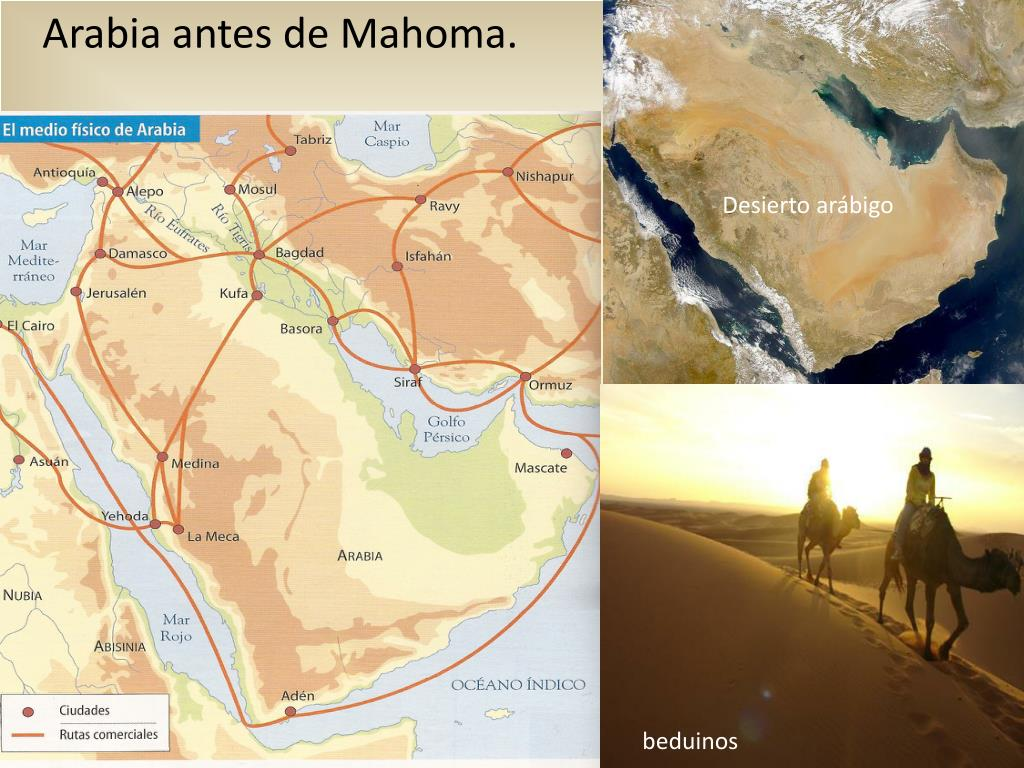 Arabia antes de Mahoma.
El medio físico de Arabia
Mar
Caspio
Tabriz
Antioquía
Alepo
Mosul
Nishapur
Ravy
Río Éufrates
Río Tigris
Mar
Medite-
rráneo
Damasco
Bagdad
Isfahán
Jerusalén
Kufa
El Cairo
Basora
Siraf
Ormuz
Golfo
Pérsico
Asuán
Medina
Mascate
Yehoda
La Meca
ARABIA
NUBIA
Mar
Rojo
ABISINIA
OCÉANO ÍNDICO
Adén
Ciudades
Rutas comerciales
Desierto arábigo
beduinos